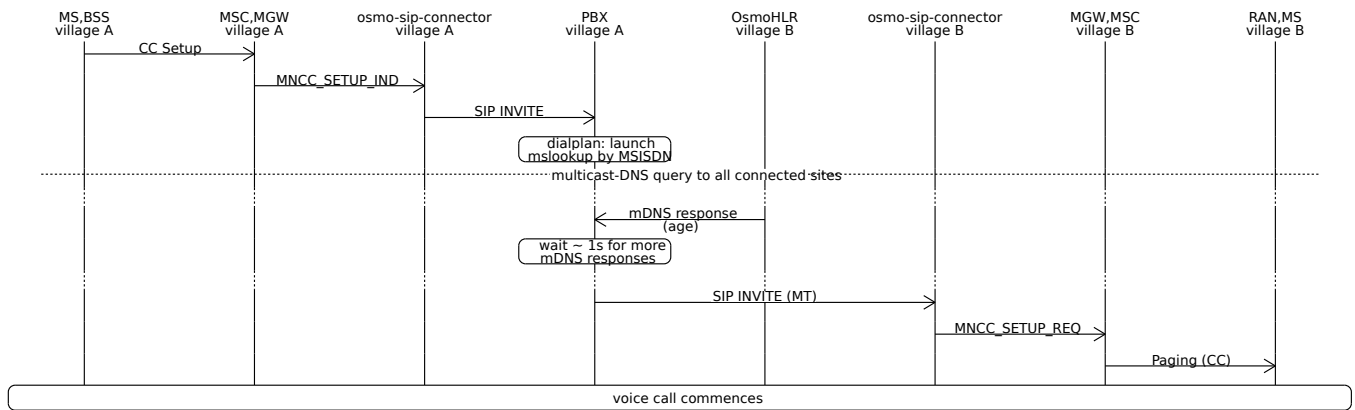 MS,BSS
village A
MSC,MGW
village A
osmo-sip-connector
village A
PBX
village A
OsmoHLR
village B
osmo-sip-connector
village B
MGW,MSC
village B
RAN,MS
village B
CC Setup
MNCC_SETUP_IND
SIP INVITE
dialplan: launch
mslookup by MSISDN
multicast-DNS query to all connected sites
mDNS response
(age)
wait ~ 1s for more
mDNS responses
SIP INVITE (MT)
MNCC_SETUP_REQ
Paging (CC)
voice call commences